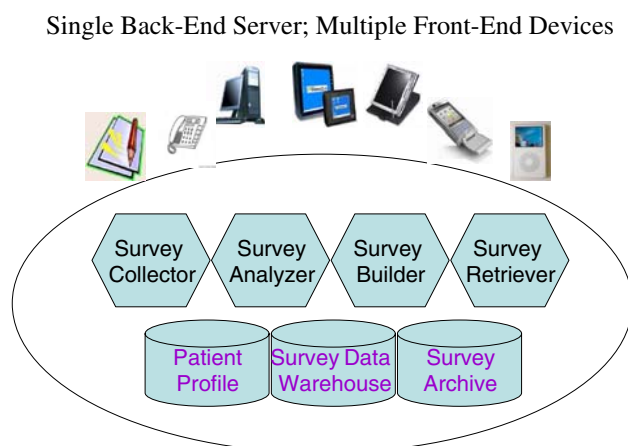 Single Back-End Server; Multiple Front-End Devices
Survey
Collector
Survey
Analyzer
Survey
Builder
Survey
Retriever
Patient
Profile
Survey Data
Warehouse
Survey
Archive